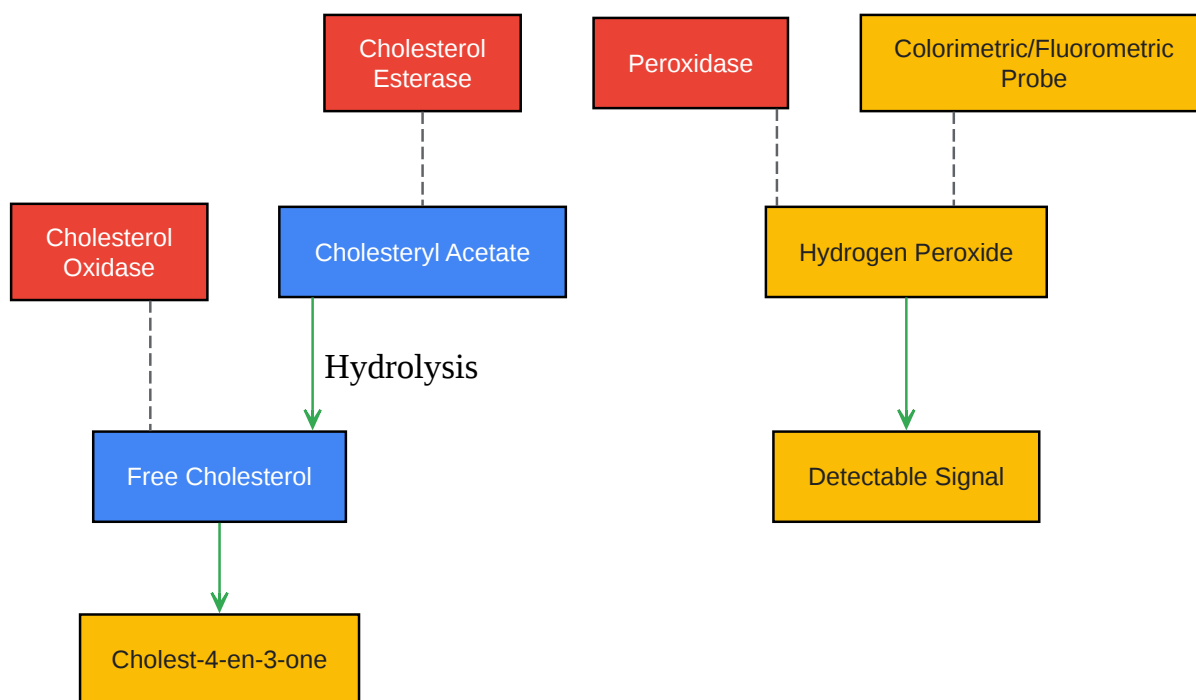 Cholesterol
Esterase
Peroxidase
Colorimetric/Fluorometric
Probe
Cholesterol
Oxidase
Cholesteryl Acetate
Hydrogen Peroxide
Hydrolysis
Free Cholesterol
Detectable Signal
Cholest-4-en-3-one